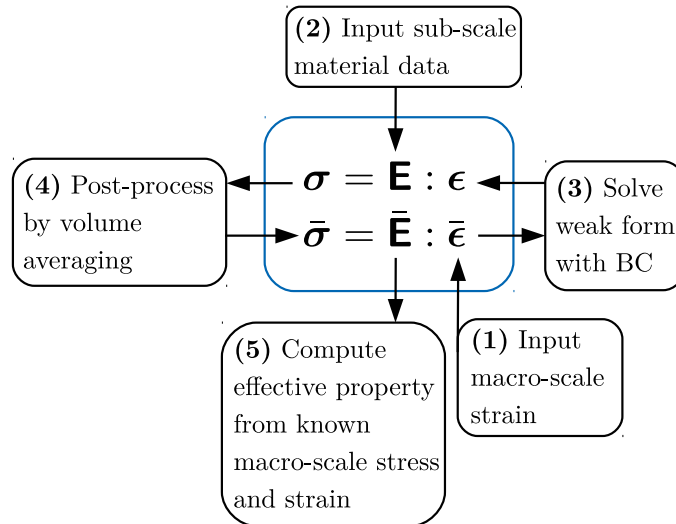 (2) Input sub-scale
material data
(4) Post-process
by volume
averaging
σ = E : ϵ
σ̄ = Ē : ϵ̄
(3) Solve
weak form
with BC
(5) Compute
effective property
from known
macro-scale stress
and strain
(1) Input
macro-scale
strain